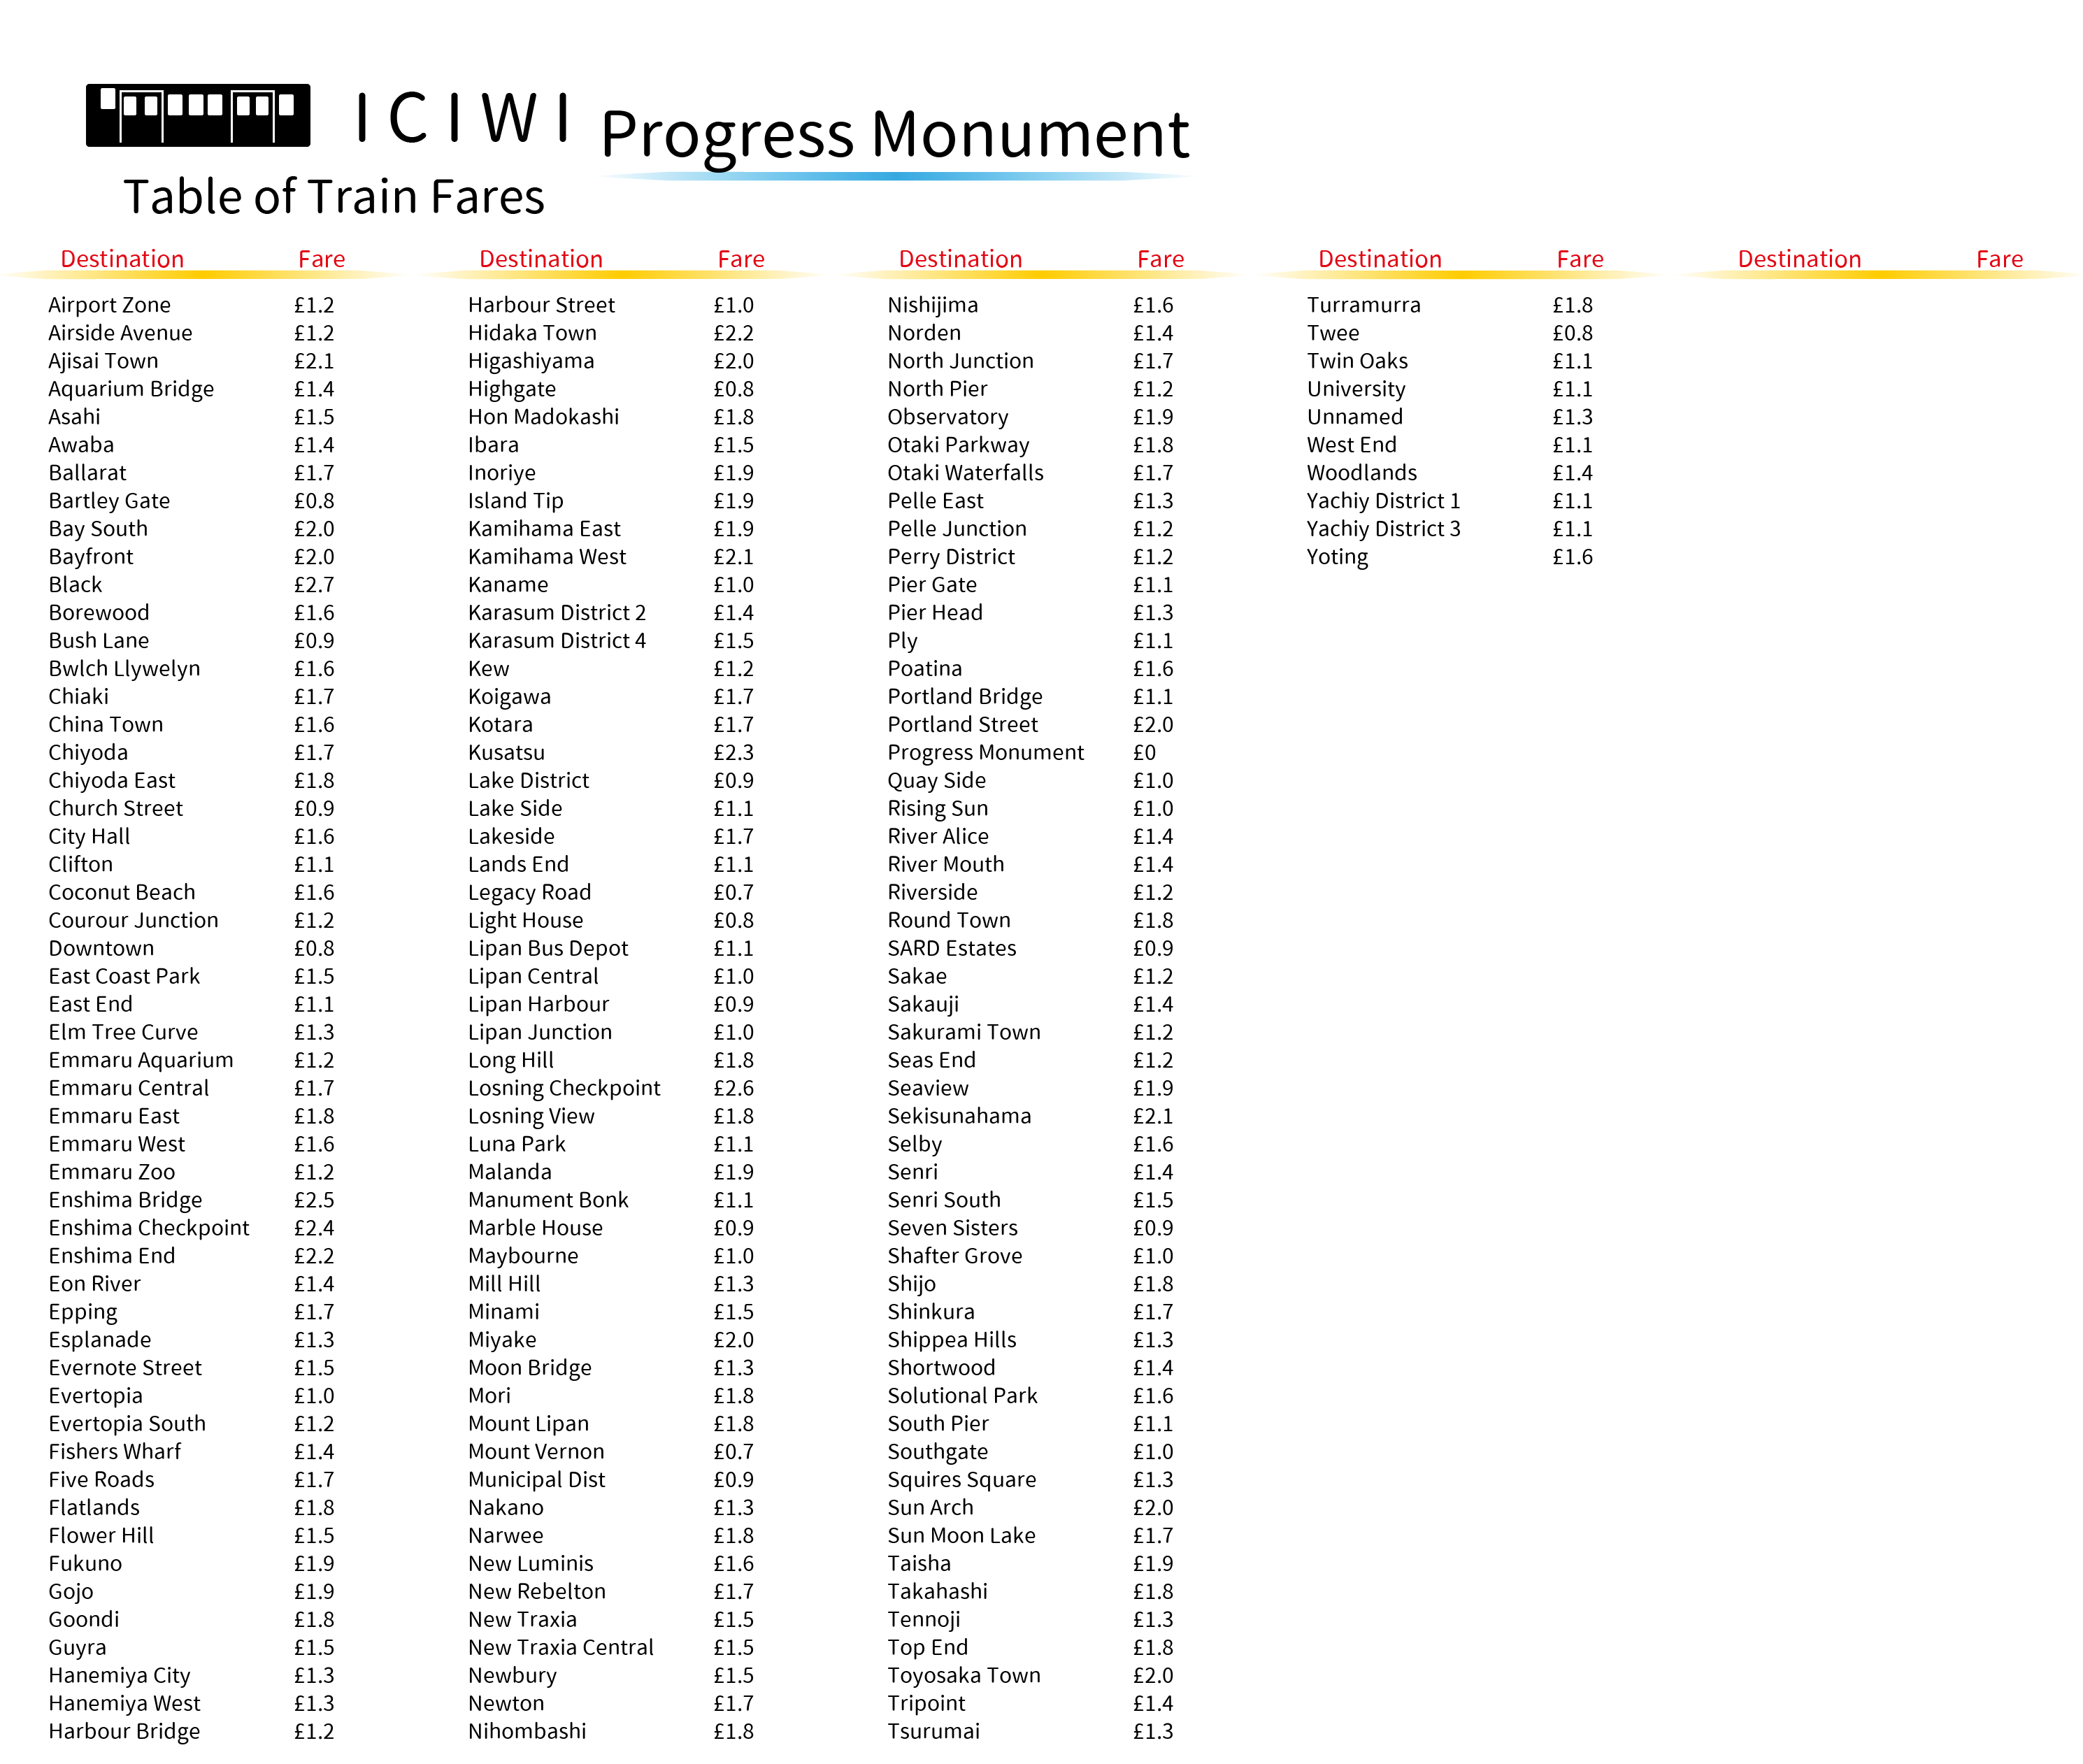 ICIWI
Progress Monument
Table of Train Fares
Destination Fare
Airport Zone £1.2
Airside Avenue £1.2
Ajisai Town £2.1
Aquarium Bridge £1.4
Asahi £1.5
Awaba £1.4
Ballarat £1.7
Bartley Gate £0.8
Bay South £2.0
Bayfront £2.0
Black £2.7
Borewood £1.6
Bush Lane £0.9
Bwlch Llywelyn £1.6
Chiaki £1.7
China Town £1.6
Chiyoda £1.7
Chiyoda East £1.8
Church Street £0.9
City Hall £1.6
Clifton £1.1
Coconut Beach £1.6
Courour Junction £1.2
Downtown £0.8
East Coast Park £1.5
East End £1.1
Elm Tree Curve £1.3
Emmaru Aquarium £1.2
Emmaru Central £1.7
Emmaru East £1.8
Emmaru West £1.6
Emmaru Zoo £1.2
Enshima Bridge £2.5
Enshima Checkpoint £2.4
Enshima End £2.2
Eon River £1.4
Epping £1.7
Esplanade £1.3
Evernote Street £1.5
Evertopia £1.0
Evertopia South £1.2
Fishers Wharf £1.4
Five Roads £1.7
Flatlands £1.8
Flower Hill £1.5
Fukuno £1.9
Gojo £1.9
Goondi £1.8
Guyra £1.5
Hanemiya City £1.3
Hanemiya West £1.3
Harbour Bridge £1.2
Destination Fare
Harbour Street £1.0
Hidaka Town £2.2
Higashiyama £2.0
Highgate £0.8
Hon Madokashi £1.8
Ibara £1.5
Inoriye £1.9
Island Tip £1.9
Kamihama East £1.9
Kamihama West £2.1
Kaname £1.0
Karasum District 2 £1.4
Karasum District 4 £1.5
Kew £1.2
Koigawa £1.7
Kotara £1.7
Kusatsu £2.3
Lake District £0.9
Lake Side £1.1
Lakeside £1.7
Lands End £1.1
Legacy Road £0.7
Light House £0.8
Lipan Bus Depot £1.1
Lipan Central £1.0
Lipan Harbour £0.9
Lipan Junction £1.0
Long Hill £1.8
Losning Checkpoint £2.6
Losning View £1.8
Luna Park £1.1
Malanda £1.9
Manument Bonk £1.1
Marble House £0.9
Maybourne £1.0
Mill Hill £1.3
Minami £1.5
Miyake £2.0
Moon Bridge £1.3
Mori £1.8
Mount Lipan £1.8
Mount Vernon £0.7
Municipal Dist £0.9
Nakano £1.3
Narwee £1.8
New Luminis £1.6
New Rebelton £1.7
New Traxia £1.5
New Traxia Central £1.5
Newbury £1.5
Newton £1.7
Nihombashi £1.8
Destination Fare
Nishijima £1.6
Norden £1.4
North Junction £1.7
North Pier £1.2
Observatory £1.9
Otaki Parkway £1.8
Otaki Waterfalls £1.7
Pelle East £1.3
Pelle Junction £1.2
Perry District £1.2
Pier Gate £1.1
Pier Head £1.3
Ply £1.1
Poatina £1.6
Portland Bridge £1.1
Portland Street £2.0
Progress Monument £0
Quay Side £1.0
Rising Sun £1.0
River Alice £1.4
River Mouth £1.4
Riverside £1.2
Round Town £1.8
SARD Estates £0.9
Sakae £1.2
Sakauji £1.4
Sakurami Town £1.2
Seas End £1.2
Seaview £1.9
Sekisunahama £2.1
Selby £1.6
Senri £1.4
Senri South £1.5
Seven Sisters £0.9
Shafter Grove £1.0
Shijo £1.8
Shinkura £1.7
Shippea Hills £1.3
Shortwood £1.4
Solutional Park £1.6
South Pier £1.1
Southgate £1.0
Squires Square £1.3
Sun Arch £2.0
Sun Moon Lake £1.7
Taisha £1.9
Takahashi £1.8
Tennoji £1.3
Top End £1.8
Toyosaka Town £2.0
Tripoint £1.4
Tsurumai £1.3
Destination Fare
Turramurra £1.8
Twee £0.8
Twin Oaks £1.1
University £1.1
Unnamed £1.3
West End £1.1
Woodlands £1.4
Yachiy District 1 £1.1
Yachiy District 3 £1.1
Yoting £1.6
Destination Fare